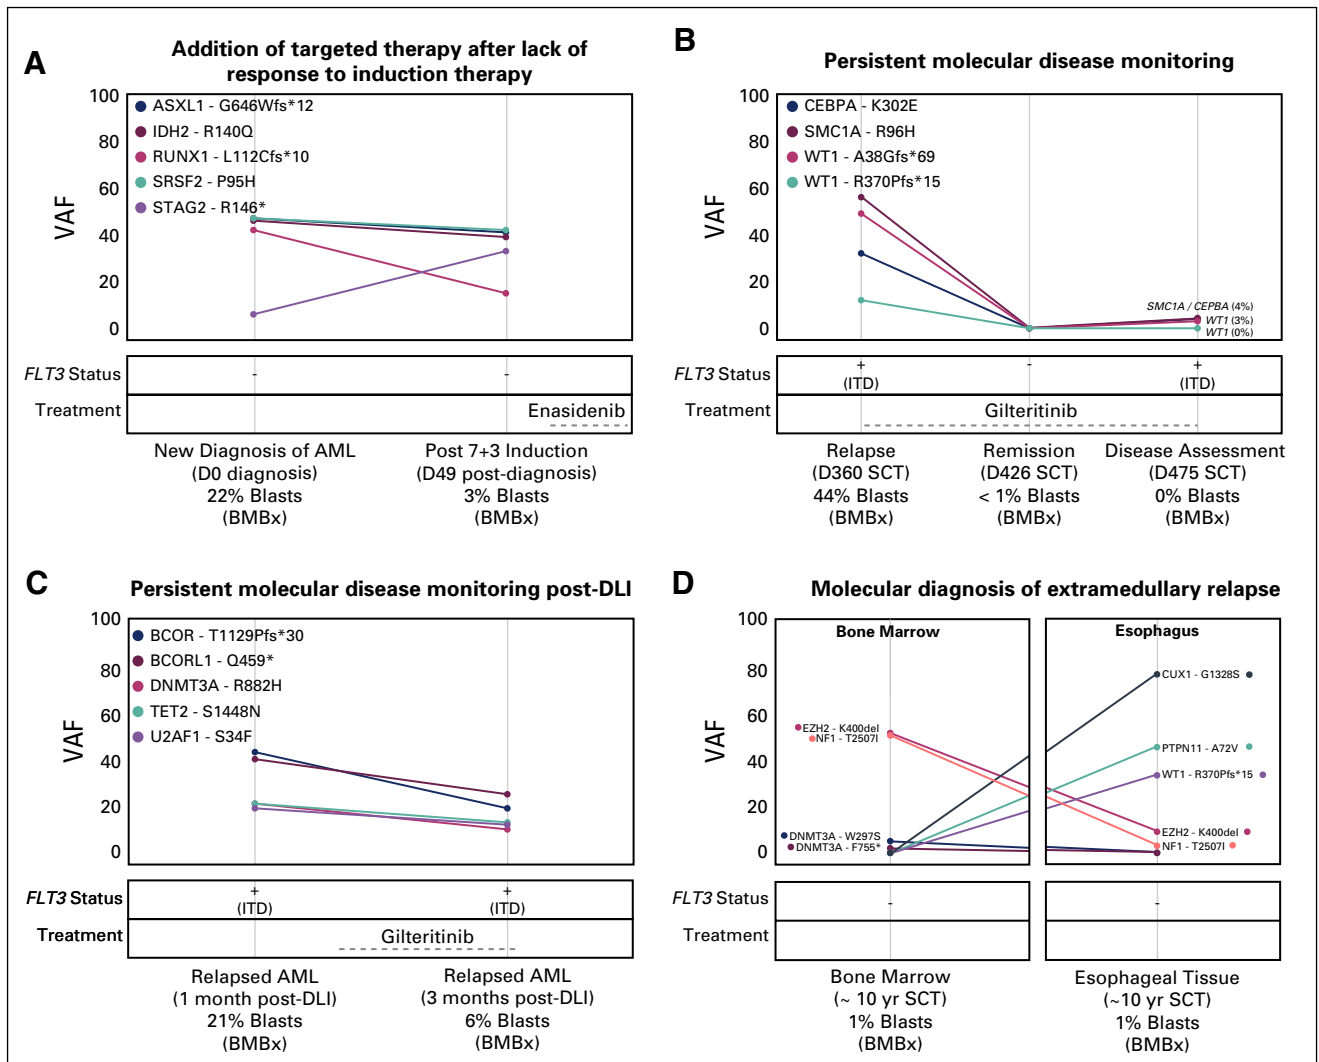 A
Addition of targeted therapy after lack of
response to induction therapy
VAF
100
80
60
40
20
0
ASXL1 - G646Wfs*12
IDH2 - R140Q
RUNX1 - L112Cfs*10
SRSF2 - P95H
STAG2 - R146*
FLT3 Status
-
-
Treatment
Enasidenib
New Diagnosis of AML
(D0 diagnosis)
22% Blasts
(BMBx)
Post 7+3 Induction
(D49 post-diagnosis)
3% Blasts
(BMBx)
B
Persistent molecular disease monitoring
VAF
100
80
60
40
20
0
CEBPA - K302E
SMC1A - R96H
WT1 - A38Gfs*69
WT1 - R370Pfs*15
SMC1A / CEPBA (4%)
WT1 (3%)
WT1 (0%)
FLT3 Status
+
(ITD)
-
+
(ITD)
Treatment
Gilteritinib
Relapse
(D360 SCT)
44% Blasts
(BMBx)
Remission
(D426 SCT)
< 1% Blasts
(BMBx)
Disease Assessment
(D475 SCT)
0% Blasts
(BMBx)
C
Persistent molecular disease monitoring post-DLI
VAF
100
80
60
40
20
0
BCOR - T1129Pfs*30
BCORL1 - Q459*
DNMT3A - R882H
TET2 - S1448N
U2AF1 - S34F
FLT3 Status
+
(ITD)
+
(ITD)
Treatment
Gilteritinib
Relapsed AML
(1 month post-DLI)
21% Blasts
(BMBx)
Relapsed AML
(3 months post-DLI)
6% Blasts
(BMBx)
D
Molecular diagnosis of extramedullary relapse
VAF
100
80
60
40
20
0
Bone Marrow
EZH2 - K400del
NF1 - T2507I
DNMT3A - W297S
DNMT3A - F755*
Esophagus
CUX1 - G1328S
PTPN11 - A72V
WT1 - R370Pfs*15
EZH2 - K400del
NF1 - T2507I
FLT3 Status
-
-
Treatment
Bone Marrow
(~ 10 yr SCT)
1% Blasts
(BMBx)
Esophageal Tissue
(~10 yr SCT)
1% Blasts
(BMBx)